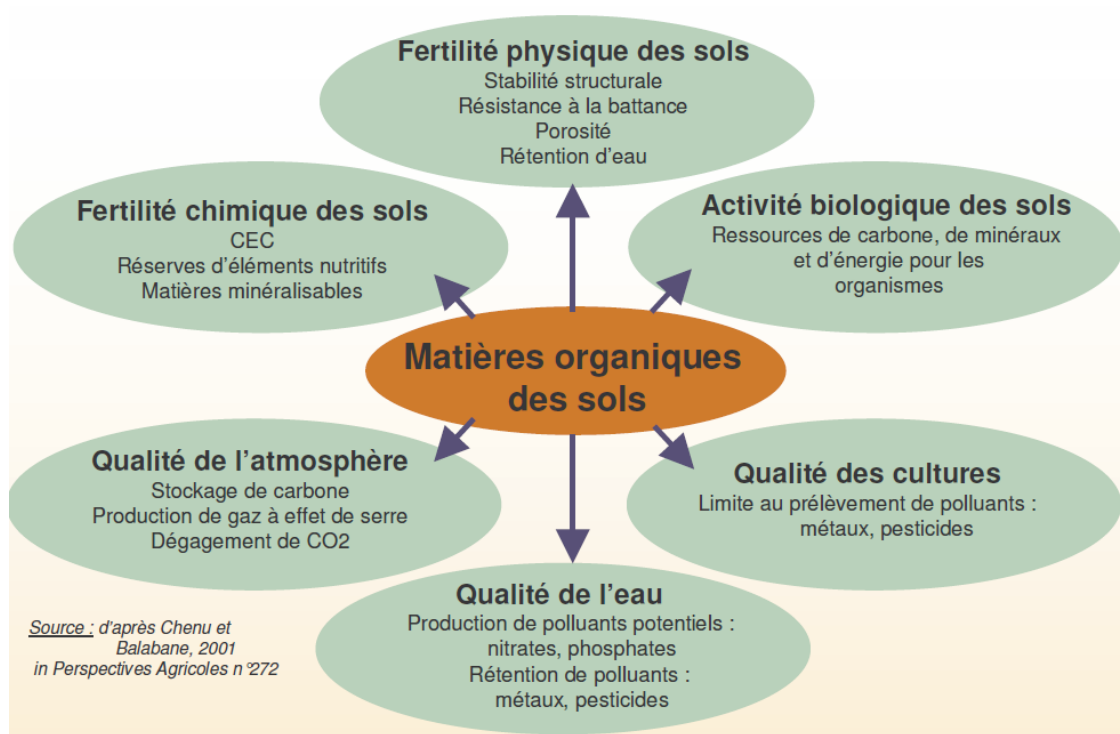 Fertilité physique des sols
Stabilité structurale
Résistance à la battance
Porosité
Rétention d'eau
Fertilité chimique des sols
CEC
Réserves d'éléments nutritifs
Matières minéralisables
Activité biologique des sols
Ressources de carbone, de minéraux
et d'énergie pour les
organismes
Matières organiques
des sols
Qualité de l'atmosphère
Stockage de carbone
Production de gaz à effet de serre
Dégagement de CO2
Qualité des cultures
Limite au prélèvement de polluants :
métaux, pesticides
Qualité de l'eau
Production de polluants potentiels :
nitrates, phosphates
Rétention de polluants :
métaux, pesticides
Source : d'après Chenu et
Balabane, 2001
in Perspectives Agricoles n°272